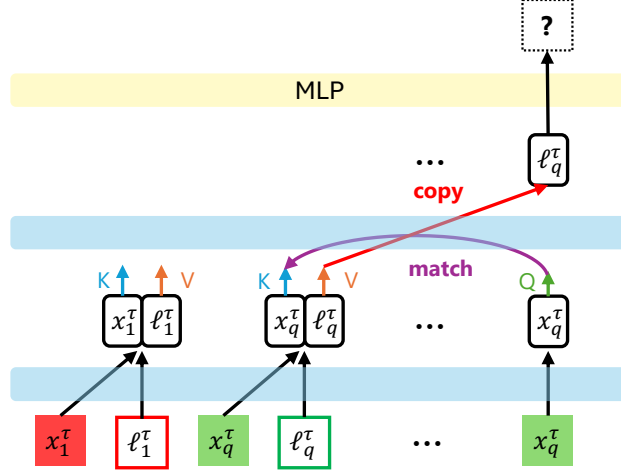 ?
MLP
... ℓ_q^τ
copy
match
K V K V Q
x_1^τ ℓ_1^τ x_q^τ ℓ_q^τ ... x_q^τ
x_1^τ ℓ_1^τ x_q^τ ℓ_q^τ ... x_q^τ